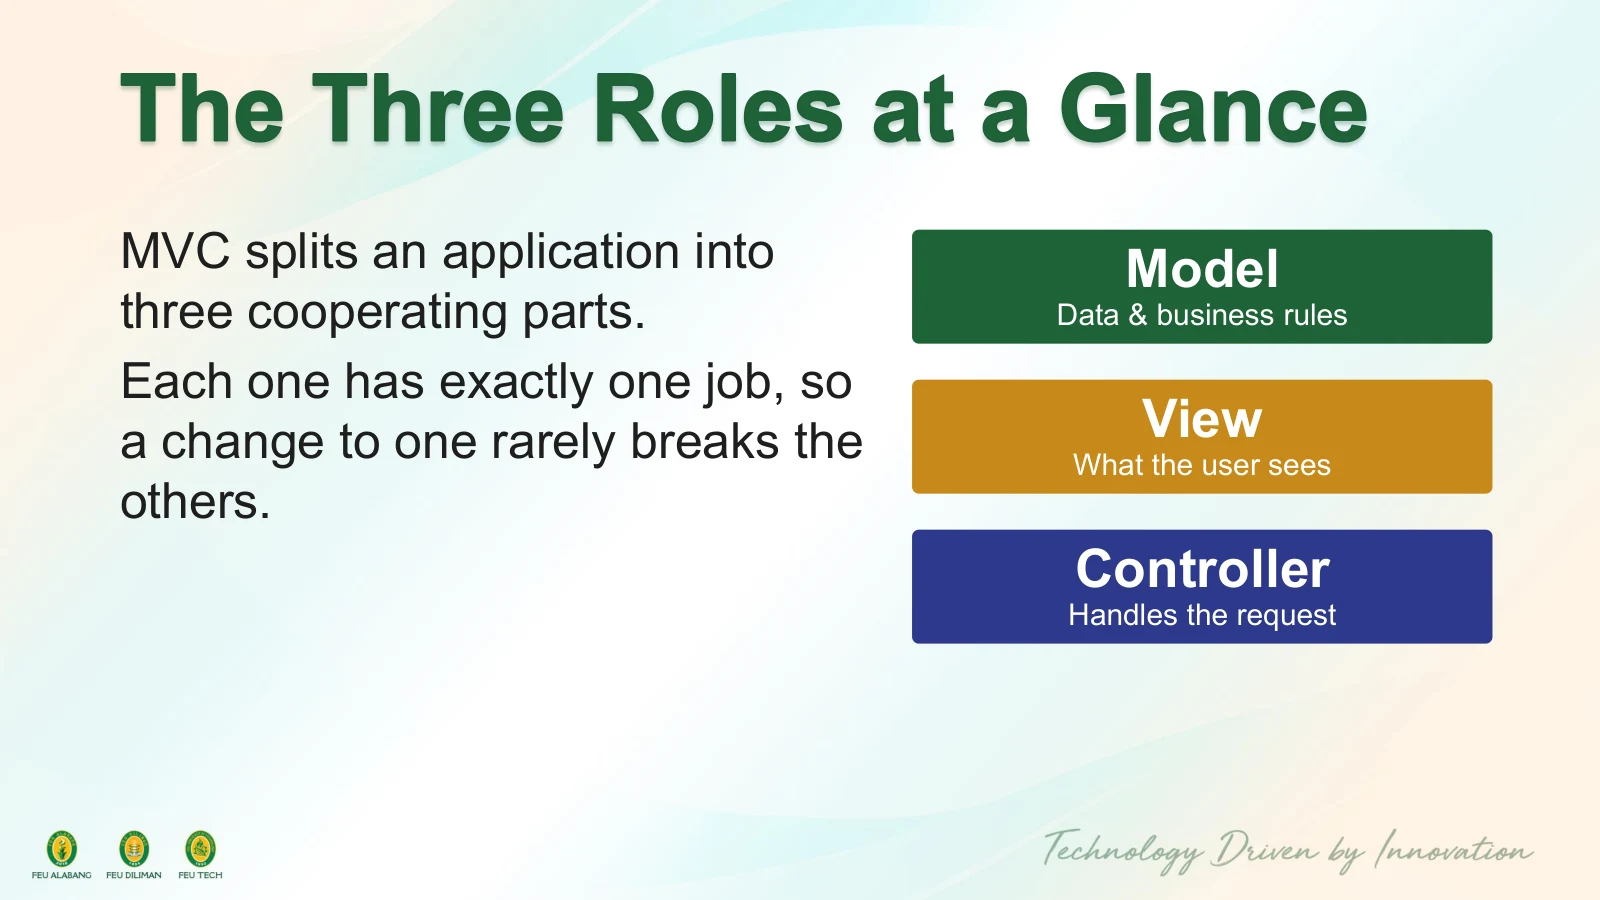 The Three Roles at a Glance
MVC splits an application into
three cooperating parts.
Each one has exactly one job, so
a change to one rarely breaks the
others.
Model
Data & business rules
View
What the user sees
Controller
Handles the request
FEU ALABANG
FEU DILIMAN
FEU TECH
Technology Driven by Innovation